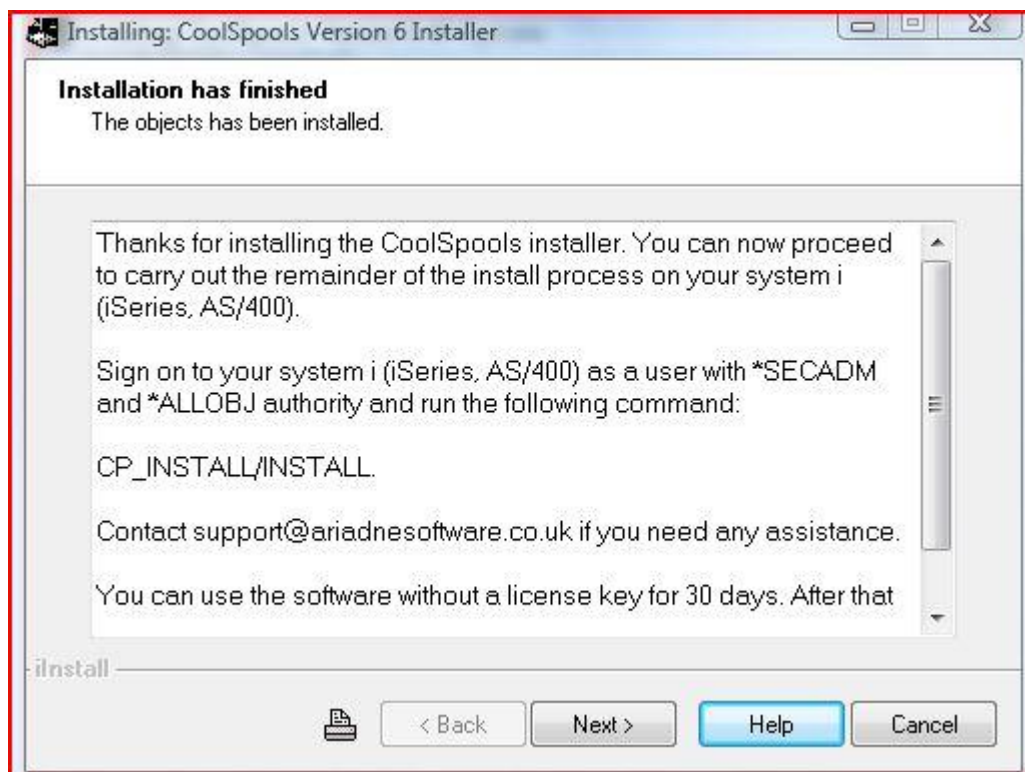 Installing: CoolSpools Version 6 Installer
Installation has finished
The objects has been installed.
Thanks for installing the CoolSpools installer. You can now proceed
to carry out the remainder of the install process on your system i
(iSeries, AS/400).
Sign on to your system i (iSeries, AS/400) as a user with *SECADM
and *ALLOBJ authority and run the following command:
CP_INSTALL/INSTALL.
Contact support@ariadnesoftware.co.uk if you need any assistance.
You can use the software without a license key for 30 days. After that
iInstall
< Back Next > Help Cancel